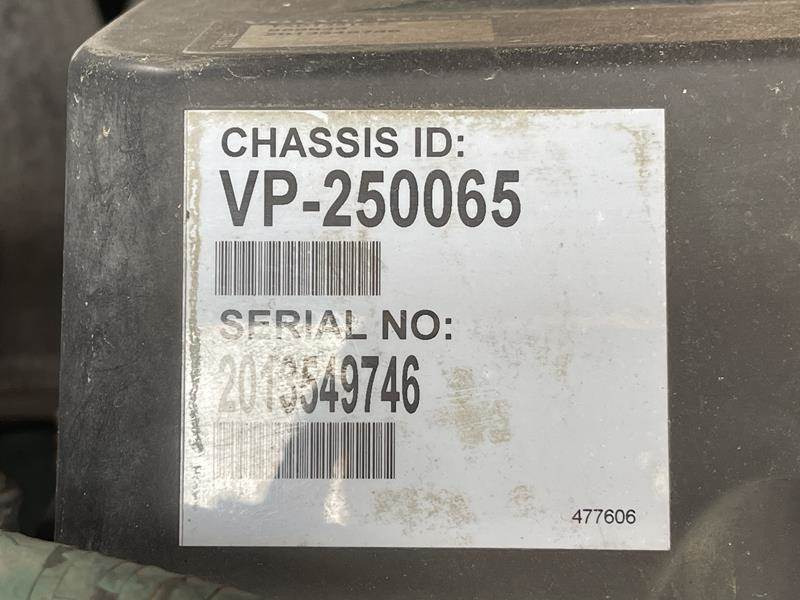 CHASSIS ID:
VP-250065
SERIAL NO:
2013549746
477606